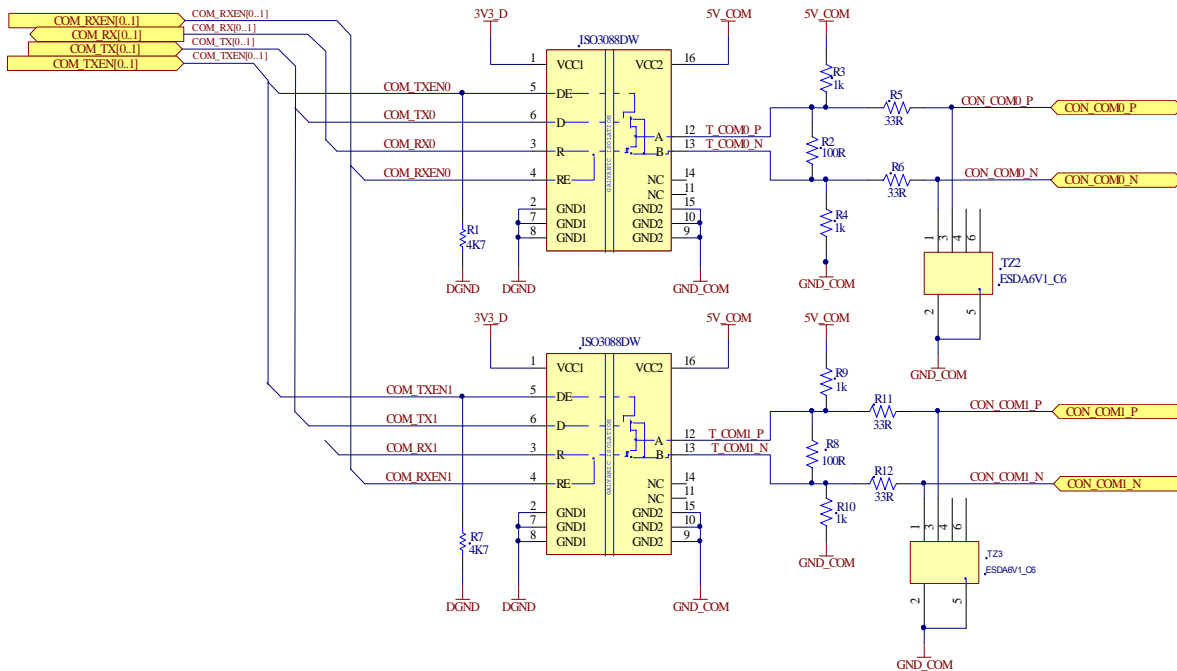 COM_RXEN[0..1] COM_RXEN[0..1]
COM_RX[0..1] COM_RX[0..1]
COM_TX[0..1] COM_TX[0..1]
COM_TXEN[0..1] COM_TXEN[0..1]
3V3_D 5V_COM 5V_COM
ISO3088DW
1 VCC1 VCC2 16
R3
1k
COM_TXEN0 5 DE
R5
33R
CON_COM0_P CON_COM0_P
COM_TX0 6 D
A 12 T_COM0_P
R2
100R
COM_RX0 3 R
B 13 T_COM0_N
GALVANIC ISOLATION
COM_RXEN0 4 RE
NC 14
NC 11
R6
33R
CON_COM0_N CON_COM0_N
2 GND1 GND2 15
7 GND1 GND2 10
8 GND1 GND2 9
R1
4K7
R4
1k
1 3 4 6
TZ2
ESDA6V1_C6
2 5
DGND DGND GND_COM GND_COM
GND_COM
3V3_D 5V_COM 5V_COM
ISO3088DW
1 VCC1 VCC2 16
R9
1k
COM_TXEN1 5 DE
R11
33R
CON_COM1_P CON_COM1_P
COM_TX1 6 D
A 12 T_COM1_P
R8
100R
COM_RX1 3 R
B 13 T_COM1_N
GALVANIC ISOLATION
COM_RXEN1 4 RE
NC 14
NC 11
R12
33R
CON_COM1_N CON_COM1_N
2 GND1 GND2 15
7 GND1 GND2 10
8 GND1 GND2 9
R7
4K7
R10
1k
1 3 4 6
TZ3
ESDA6V1_C6
2 5
DGND DGND GND_COM GND_COM
GND_COM